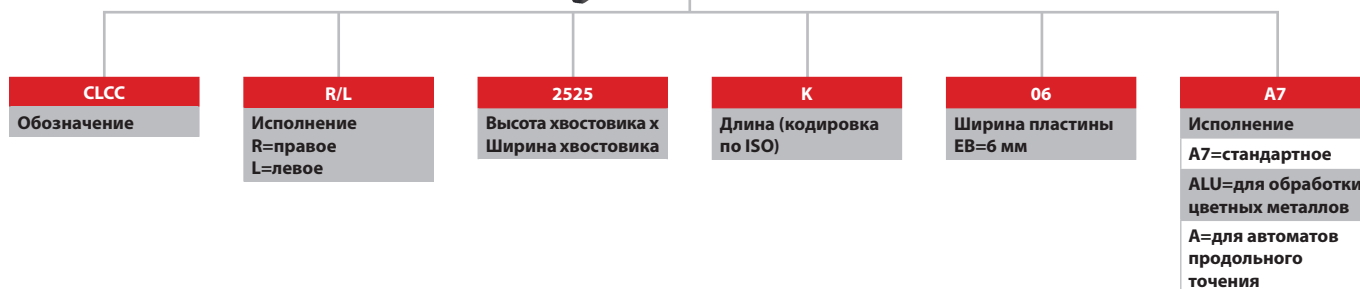 CLCC
Обозначение
R/L
Исполнение
R=правое
L=левое
2525
Высота хвостовика x
Ширина хвостовика
K
Длина (кодировка
по ISO)
06
Ширина пластины
EB=6 мм
A7
Исполнение
A7=стандартное
ALU=для обработки
цветных металлов
A=для автоматов
продольного
точения